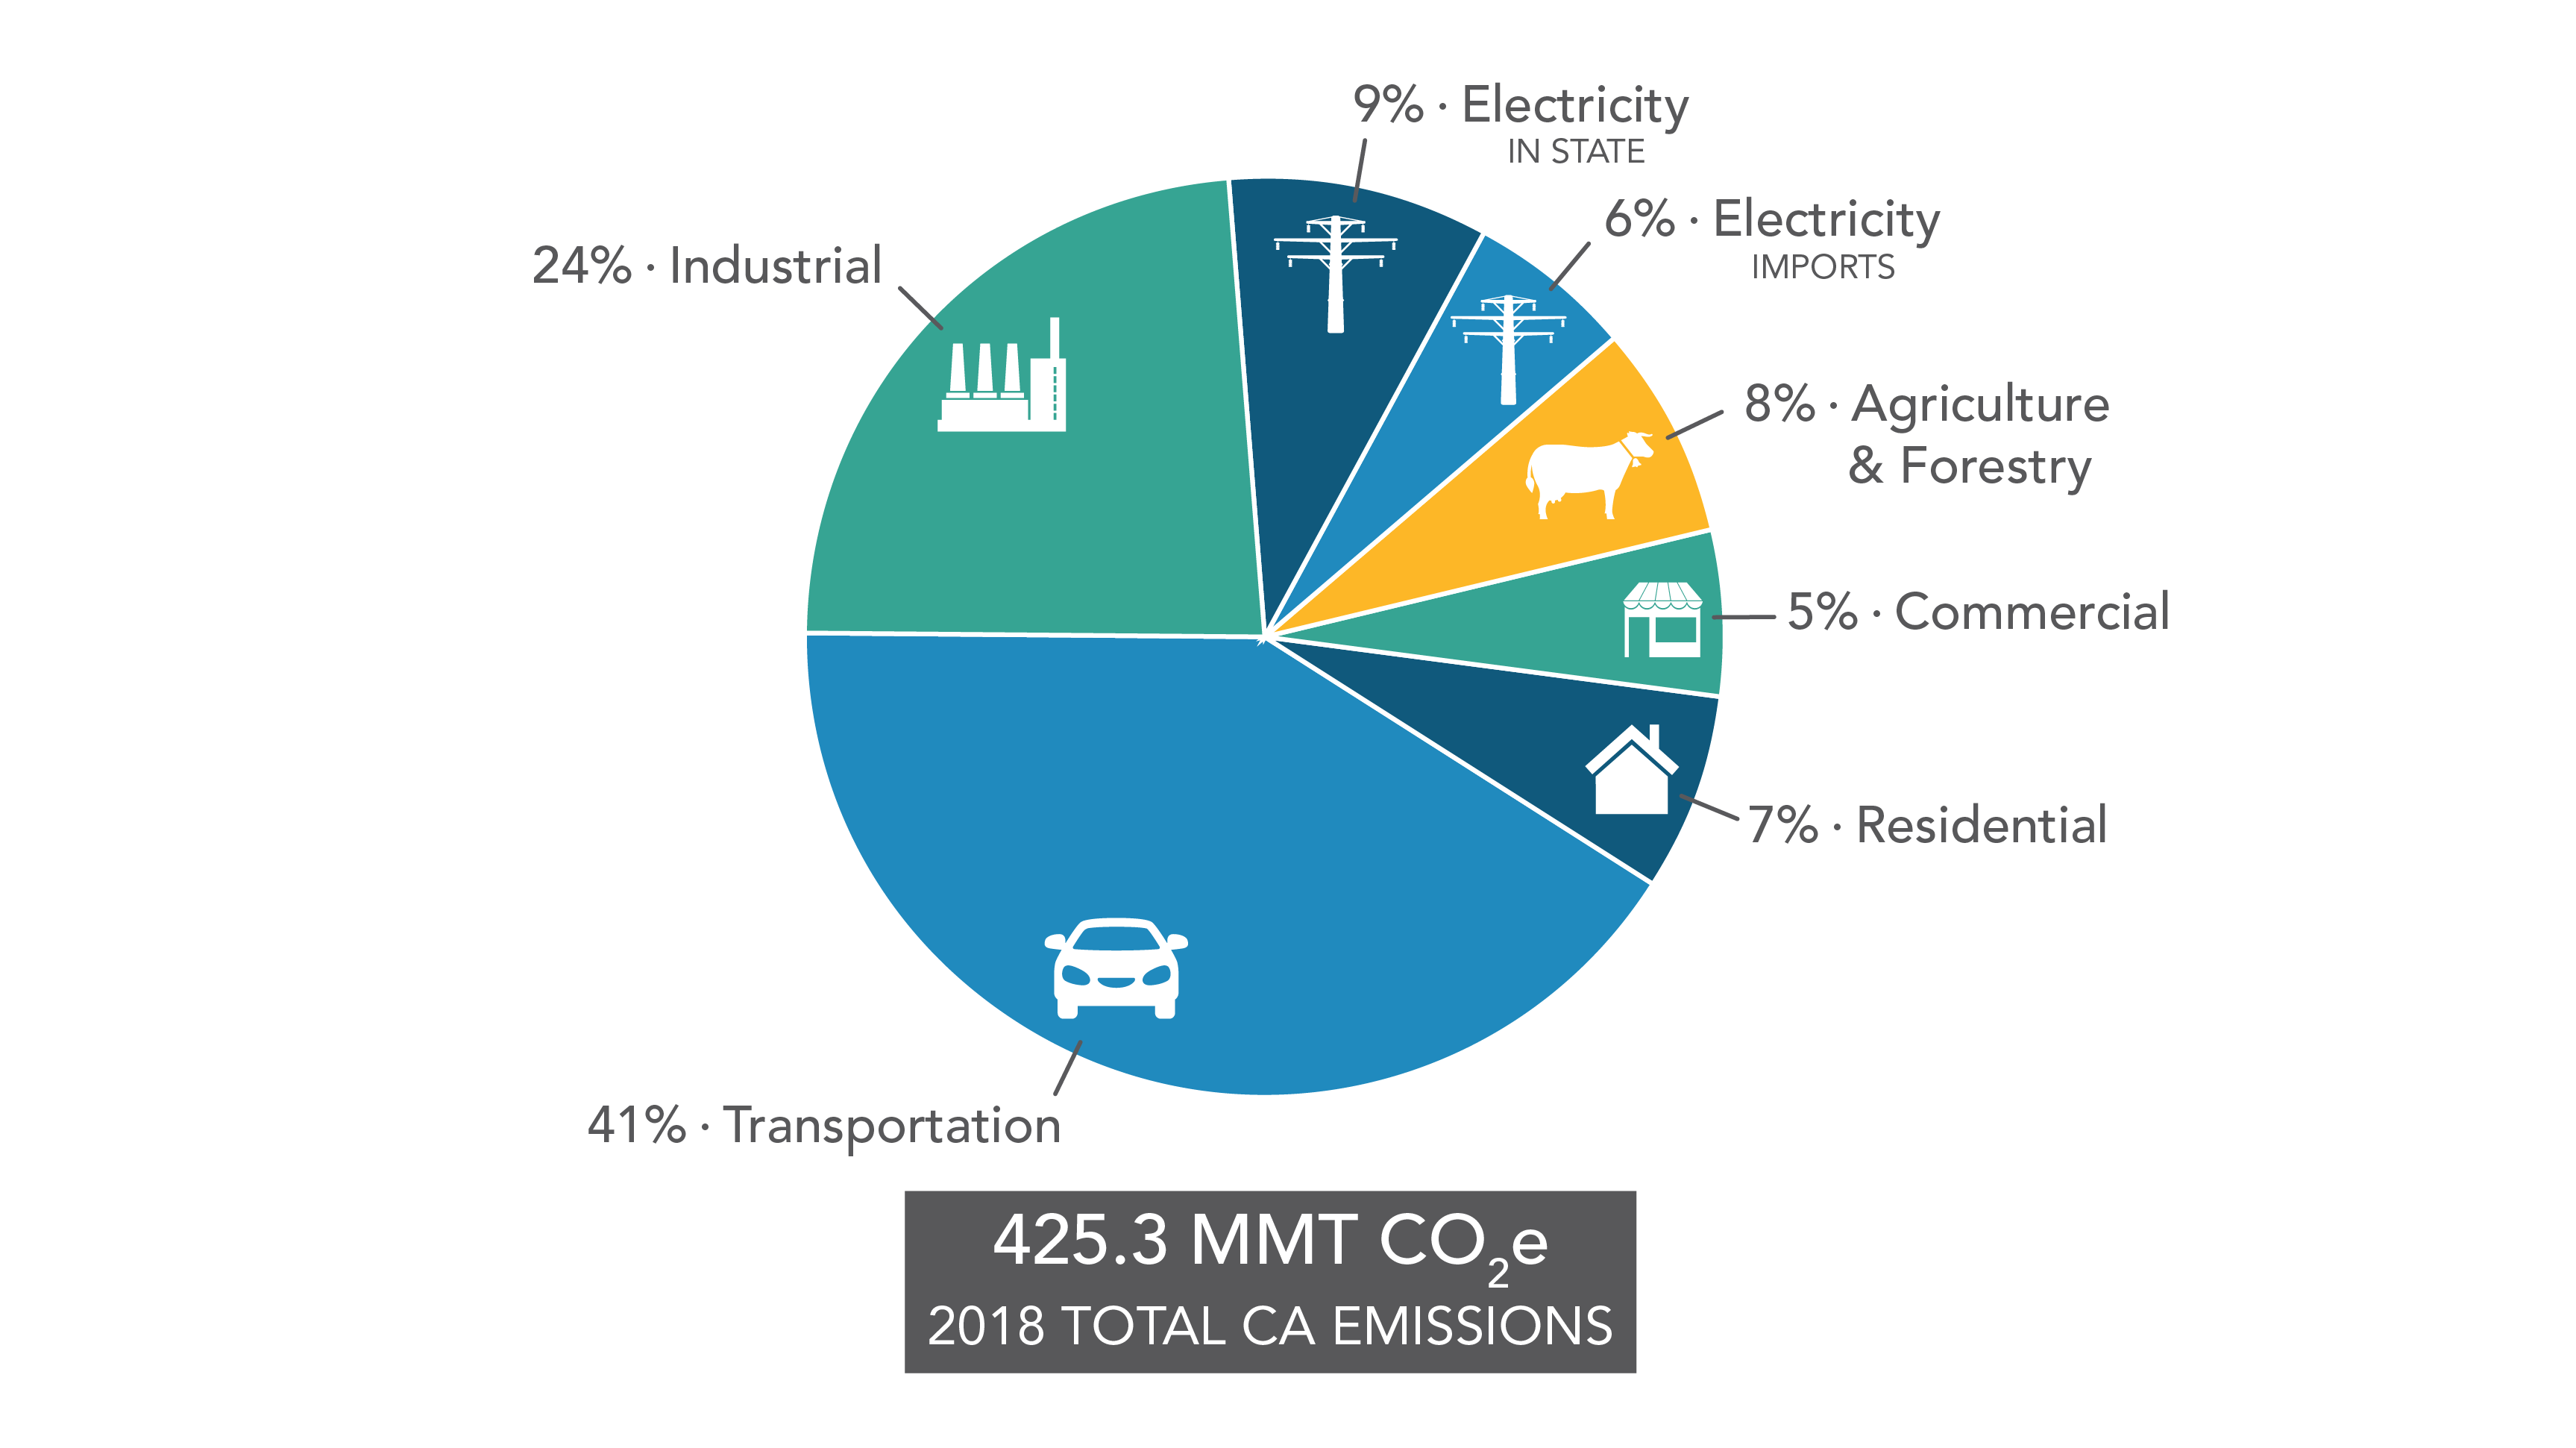 9% · Electricity
IN STATE
6% · Electricity
IMPORTS
24% · Industrial
8% · Agriculture
& Forestry
5% · Commercial
7% · Residential
41% · Transportation
425.3 MMT CO₂e
2018 TOTAL CA EMISSIONS